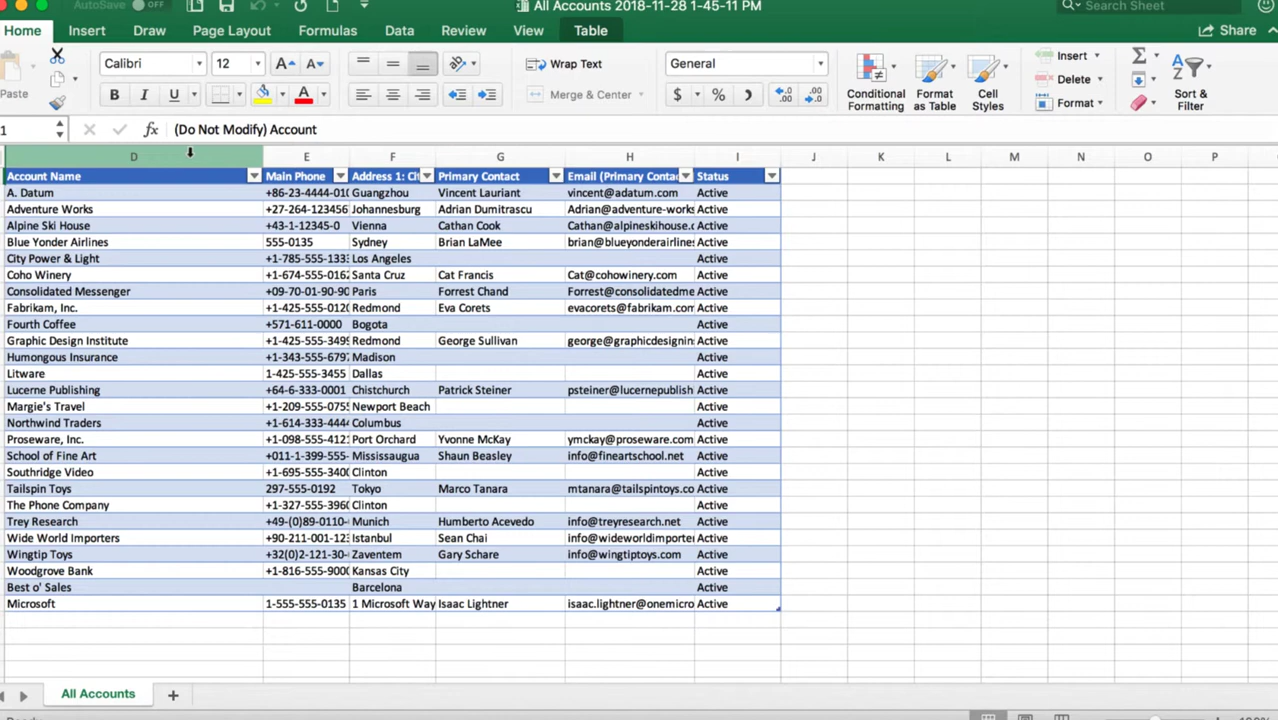 AutoSave OFF All Accounts 2018-11-28 1-45-11 PM Search Sheet
Home Insert Draw Page Layout Formulas Data Review View Table Share
Calibri 12 Wrap Text General Insert
Delete
Paste Merge & Center $ % Conditional Formatting Format as Table Cell Styles Format Sort & Filter
1 fx (Do Not Modify) Account
D E F G H I J K L M N O P
Account Name Main Phone Address 1: Ci Primary Contact Email (Primary Contac Status
A. Datum +86-23-4444-010 Guangzhou Vincent Lauriant vincent@adatum.com Active
Adventure Works +27-264-123456 Johannesburg Adrian Dumitrascu Adrian@adventure-works Active
Alpine Ski House +43-1-12345-0 Vienna Cathan Cook Cathan@alpineskihouse.c Active
Blue Yonder Airlines 555-0135 Sydney Brian LaMee brian@blueyonderairlines Active
City Power & Light +1-785-555-133 Los Angeles Active
Coho Winery +1-674-555-0162 Santa Cruz Cat Francis Cat@cohowinery.com Active
Consolidated Messenger +09-70-01-90-90 Paris Forrest Chand Forrest@consolidatedme Active
Fabrikam, Inc. +1-425-555-0120 Redmond Eva Corets evacorets@fabrikam.com Active
Fourth Coffee +571-611-0000 Bogota Active
Graphic Design Institute +1-425-555-3499 Redmond George Sullivan george@graphicdesignin Active
Humongous Insurance +1-343-555-6797 Madison Active
Litware 1-425-555-3455 Dallas Active
Lucerne Publishing +64-6-333-0001 Chistchurch Patrick Steiner psteiner@lucernepublish Active
Margie's Travel +1-209-555-0755 Newport Beach Active
Northwind Traders +1-614-333-4444 Columbus Active
Proseware, Inc. +1-098-555-412 Port Orchard Yvonne McKay ymckay@proseware.com Active
School of Fine Art +011-1-399-555- Mississaugua Shaun Beasley info@fineartschool.net Active
Southridge Video +1-695-555-3400 Clinton Active
Tailspin Toys 297-555-0192 Tokyo Marco Tanara mtanara@tailspintoys.co Active
The Phone Company +1-327-555-3960 Clinton Active
Trey Research +49-(0)89-0110- Munich Humberto Acevedo info@treyresearch.net Active
Wide World Importers +90-211-001-123 Istanbul Sean Chai info@wideworldimporte Active
Wingtip Toys +32(0)2-121-30- Zaventem Gary Schare info@wingtiptoys.com Active
Woodgrove Bank +1-816-555-9000 Kansas City Active
Best o' Sales Barcelona Active
Microsoft 1-555-555-0135 1 Microsoft Way Isaac Lightner isaac.lightner@onemicro Active
All Accounts +